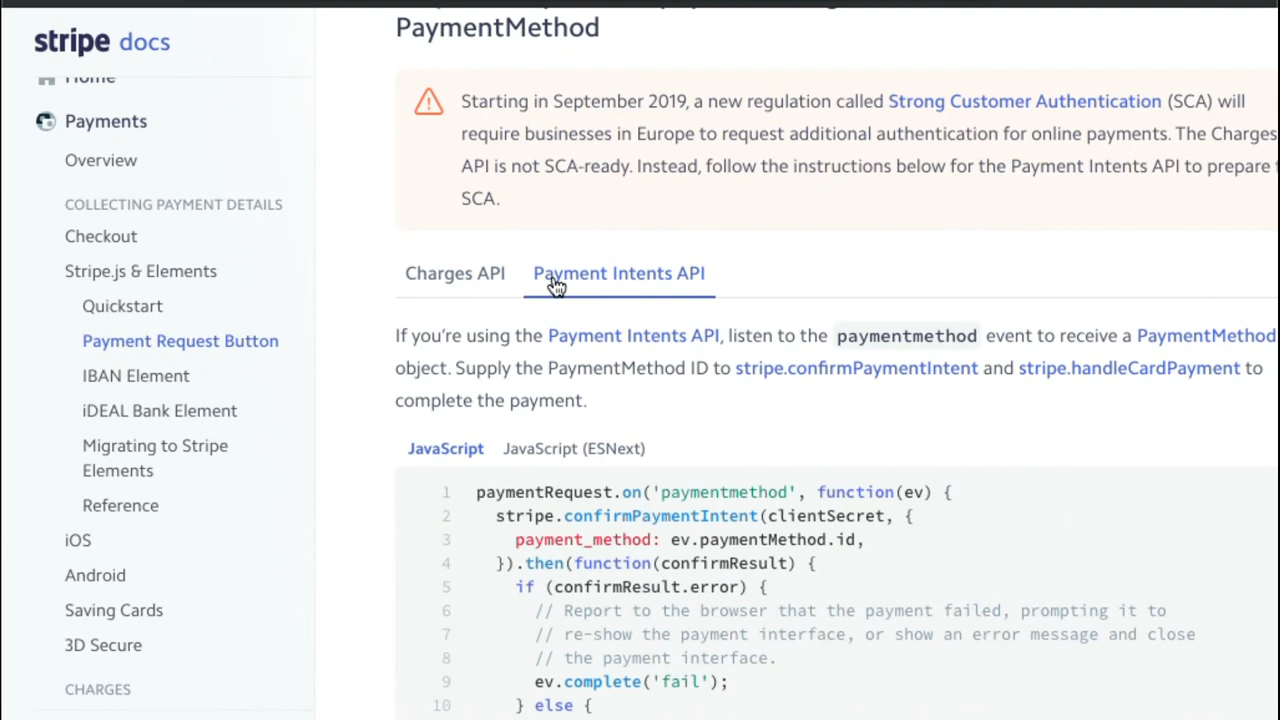 PaymentMethod
stripe docs
Home
Payments
Overview
COLLECTING PAYMENT DETAILS
Checkout
Stripe.js & Elements
Quickstart
Payment Request Button
IBAN Element
iDEAL Bank Element
Migrating to Stripe
Elements
Reference
iOS
Android
Saving Cards
3D Secure
CHARGES
Starting in September 2019, a new regulation called Strong Customer Authentication (SCA) will
require businesses in Europe to request additional authentication for online payments. The Charges
API is not SCA-ready. Instead, follow the instructions below for the Payment Intents API to prepare
SCA.
Charges API Payment Intents API
If you’re using the Payment Intents API, listen to the paymentmethod event to receive a PaymentMethod
object. Supply the PaymentMethod ID to stripe.confirmPaymentIntent and stripe.handleCardPayment to
complete the payment.
JavaScript JavaScript (ESNext)
1 paymentRequest.on('paymentmethod', function(ev) {
2 stripe.confirmPaymentIntent(clientSecret, {
3 payment_method: ev.paymentMethod.id,
4 }).then(function(confirmResult) {
5 if (confirmResult.error) {
6 // Report to the browser that the payment failed, prompting it to
7 // re-show the payment interface, or show an error message and close
8 // the payment interface.
9 ev.complete('fail');
10 } else {